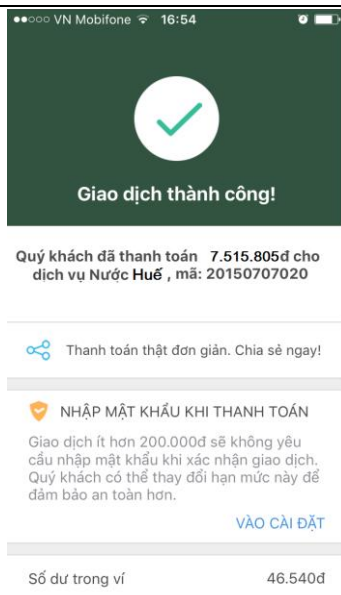 VN Mobifone 16:54
Giao dịch thành công!
Quý khách đã thanh toán 7.515.805đ cho
dịch vụ Nước Huế , mã: 20150707020
Thanh toán thật đơn giản. Chia sẻ ngay!
NHẬP MẬT KHẨU KHI THANH TOÁN
Giao dịch ít hơn 200.000đ sẽ không yêu
cầu nhập mật khẩu khi xác nhận giao dịch.
Quý khách có thể thay đổi hạn mức này để
đảm bảo an toàn hơn.
VÀO CÀI ĐẶT
Số dư trong ví 46.540đ